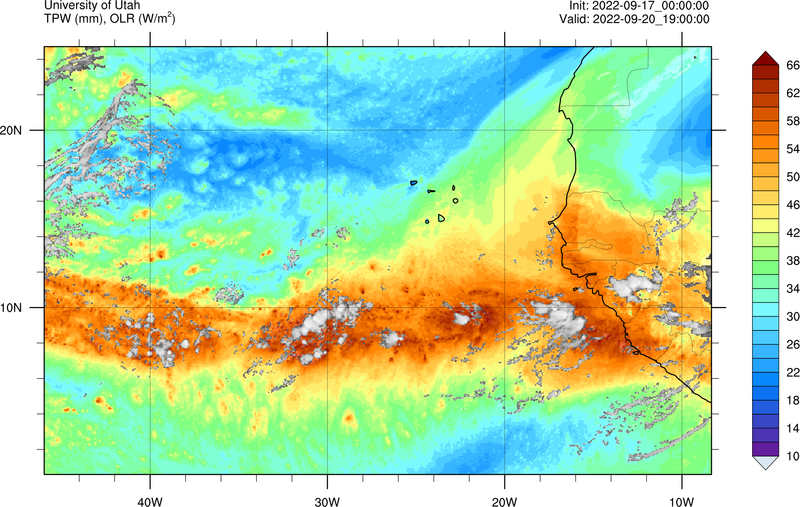 University of Utah
TPW (mm), OLR (W/m²)
Init: 2022-09-17_00:00:00
Valid: 2022-09-20_19:00:00
20N
10N
40W
30W
20W
10W
66
62
58
54
50
46
42
38
34
30
26
22
18
14
10